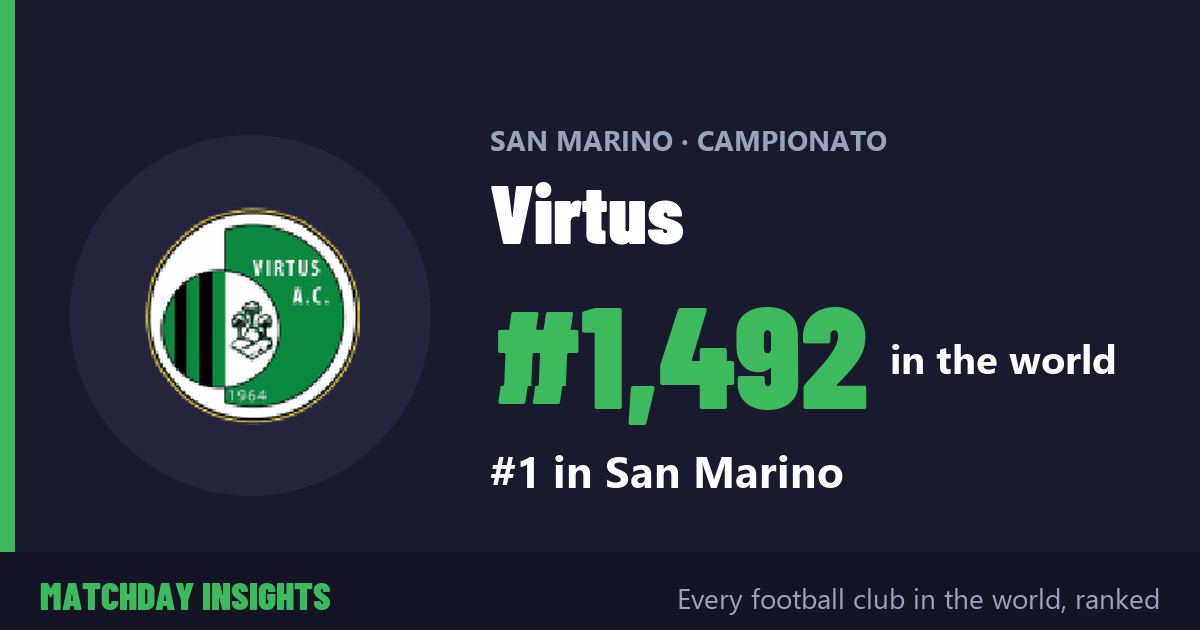 SAN MARINO · CAMPIONATO
Virtus
VIRTUS
A.C.
1964
#1,492 in the world
#1 in San Marino
MATCHDAY INSIGHTS
Every football club in the world, ranked